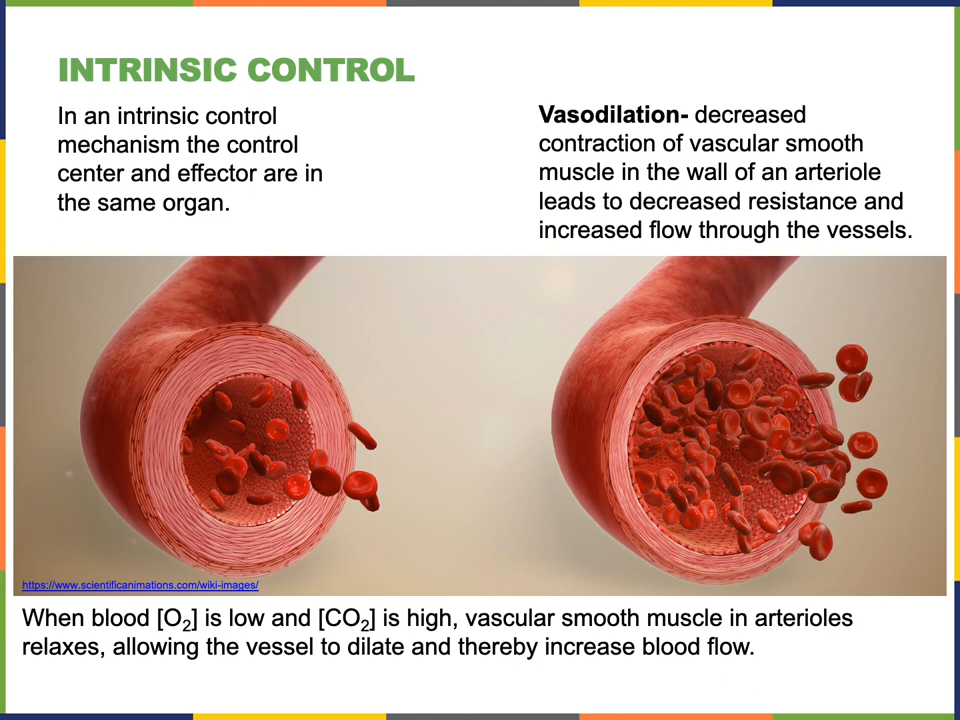 INTRINSIC CONTROL
In an intrinsic control
mechanism the control
center and effector are in
the same organ.
Vasodilation- decreased
contraction of vascular smooth
muscle in the wall of an arteriole
leads to decreased resistance and
increased flow through the vessels.
https://www.scientificanimations.com/wiki-images/
When blood [O₂] is low and [CO₂] is high, vascular smooth muscle in arterioles
relaxes, allowing the vessel to dilate and thereby increase blood flow.